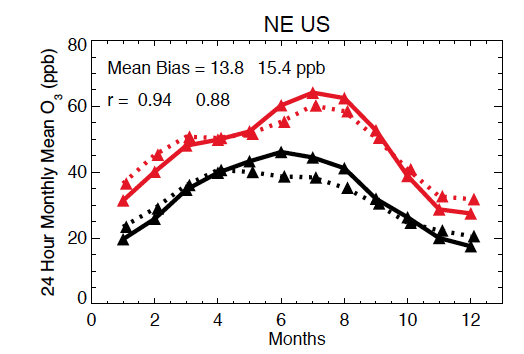 NE US
Mean Bias = 13.8 15.4 ppb
r = 0.94 0.88
24 Hour Monthly Mean O₃ (ppb)
80
60
40
20
0
0 2 4 6 8 10 12
Months